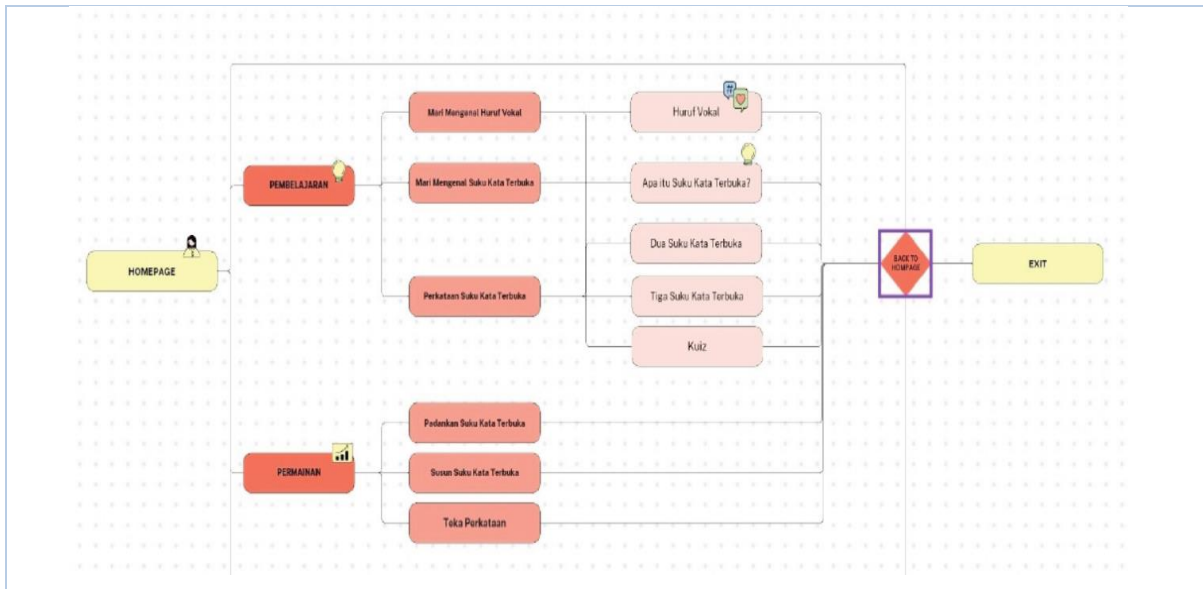 HOMEPAGE
PEMBELAJARAN
Mari Mengenal Huruf Vokal
Mari Mengenal Suku Kata Terbuka
Perkataan Suku Kata Terbuka
Huruf Vokal
Apa itu Suku Kata Terbuka?
Dua Suku Kata Terbuka
Tiga Suku Kata Terbuka
Kuiz
PERMAINAN
Padankan Suku Kata Terbuka
Susun Suku Kata Terbuka
Teka Perkataan
BACK TO
HOMPAGE
EXIT